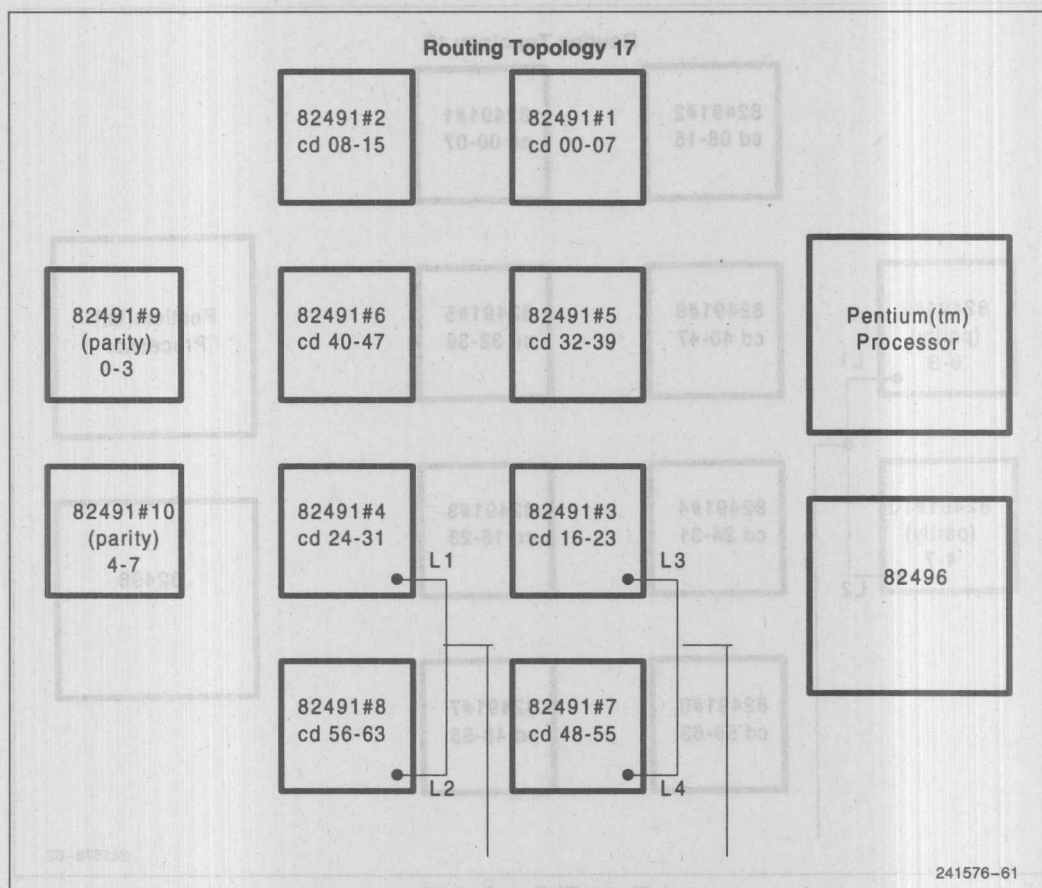 Routing Topology 17
82491#2
cd 08-15
82491#1
cd 00-07
82491#9
(parity)
0-3
82491#6
cd 40-47
82491#5
cd 32-39
Pentium(tm)
Processor
82491#10
(parity)
4-7
82491#4
cd 24-31
L1
82491#3
cd 16-23
L3
82496
82491#8
cd 56-63
L2
82491#7
cd 48-55
L4
241576-61